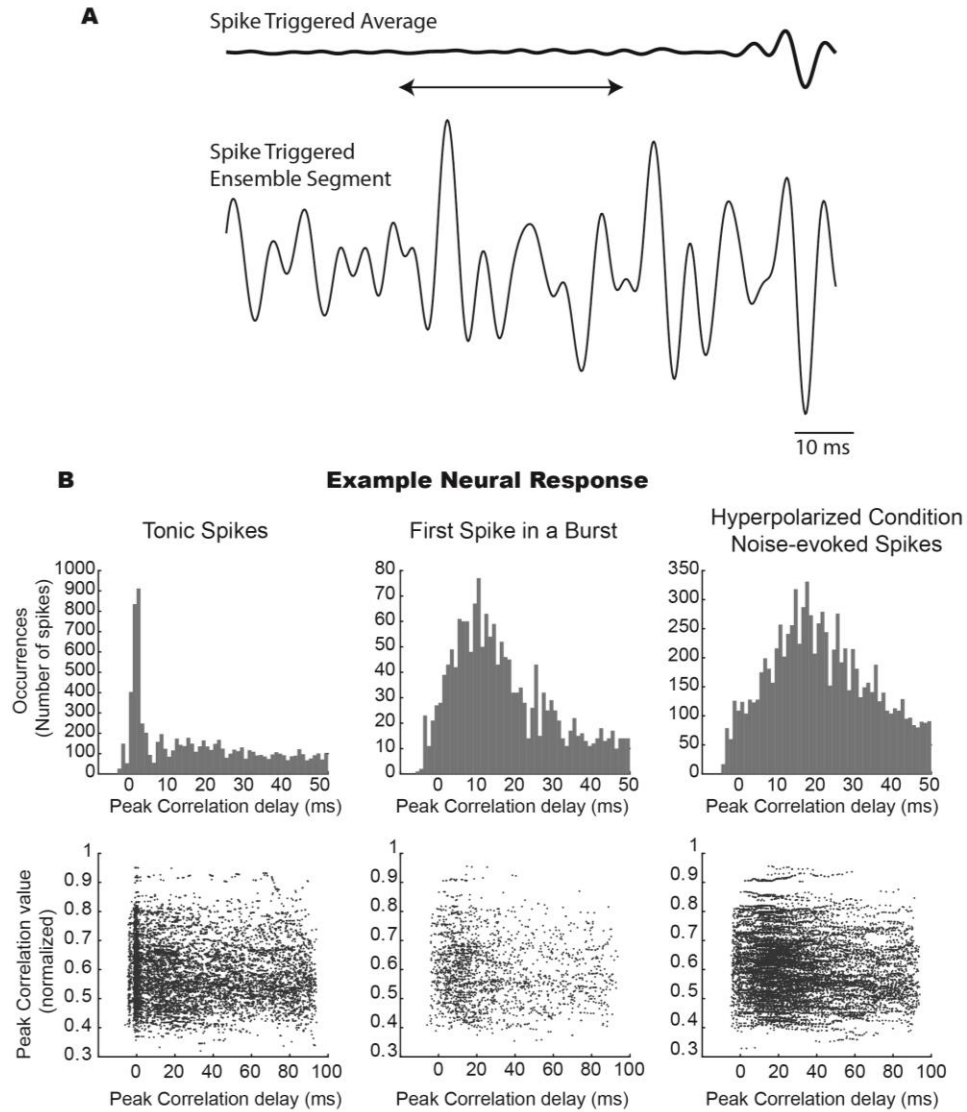 A
Spike Triggered Average
Spike Triggered
Ensemble Segment
10 ms
B
Example Neural Response
Tonic Spikes
First Spike in a Burst
Hyperpolarized Condition
Noise-evoked Spikes
Occurrences
(Number of spikes)
1000
900
800
700
600
500
400
300
200
100
0
0 10 20 30 40 50
Peak Correlation delay (ms)
80
70
60
50
40
30
20
10
0
0 10 20 30 40 50
Peak Correlation delay (ms)
350
300
250
200
150
100
50
0
0 10 20 30 40 50
Peak Correlation delay (ms)
Peak Correlation value
(normalized)
1
0.9
0.8
0.7
0.6
0.5
0.4
0.3
0 20 40 60 80 100
Peak Correlation delay (ms)
1
0.9
0.8
0.7
0.6
0.5
0.4
0.3
0 20 40 60 80 100
Peak Correlation delay (ms)
1
0.9
0.8
0.7
0.6
0.5
0.4
0.3
0 20 40 60 80 100
Peak Correlation delay (ms)